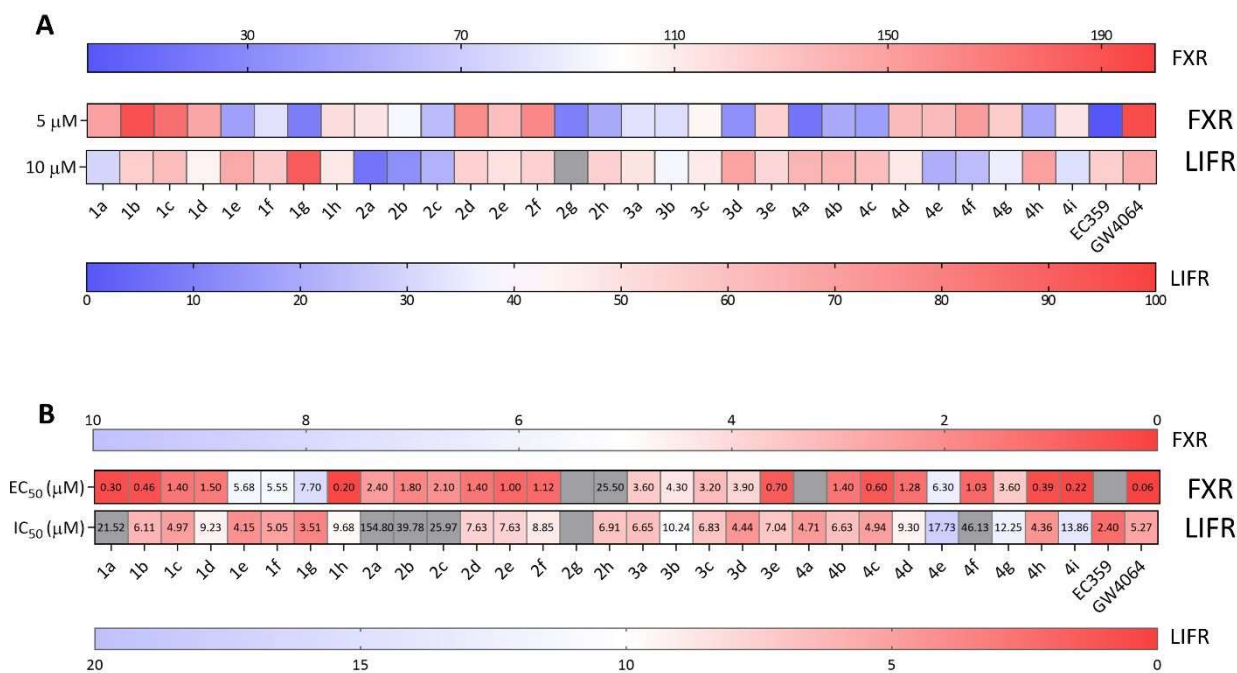 A
30 70 110 150 190
FXR
5 µM
FXR
10 µM
LIFR
1a 1b 1c 1d 1e 1f 1g 1h 2a 2b 2c 2d 2e 2f 2g 2h 3a 3b 3c 3d 3e 4a 4b 4c 4d 4e 4f 4g 4h 4i EC359 GW4064
LIFR
0 10 20 30 40 50 60 70 80 90 100
B
10 8 6 4 2 0
FXR
EC50 (µM) 0.30 0.46 1.40 1.50 5.68 5.55 7.70 0.20 2.40 1.80 2.10 1.40 1.00 1.12 25.50 3.60 4.30 3.20 3.90 0.70 1.40 0.60 1.28 6.30 1.03 3.60 0.39 0.22 0.06 FXR
IC50 (µM) 21.52 6.11 4.97 9.23 4.15 5.05 3.51 9.68 154.80 39.78 25.97 7.63 7.63 8.85 6.91 6.65 10.24 6.83 4.44 7.04 4.71 6.63 4.94 9.30 17.73 46.13 12.25 4.36 13.86 2.40 5.27 LIFR
1a 1b 1c 1d 1e 1f 1g 1h 2a 2b 2c 2d 2e 2f 2g 2h 3a 3b 3c 3d 3e 4a 4b 4c 4d 4e 4f 4g 4h 4i EC359 GW4064
LIFR
20 15 10 5 0